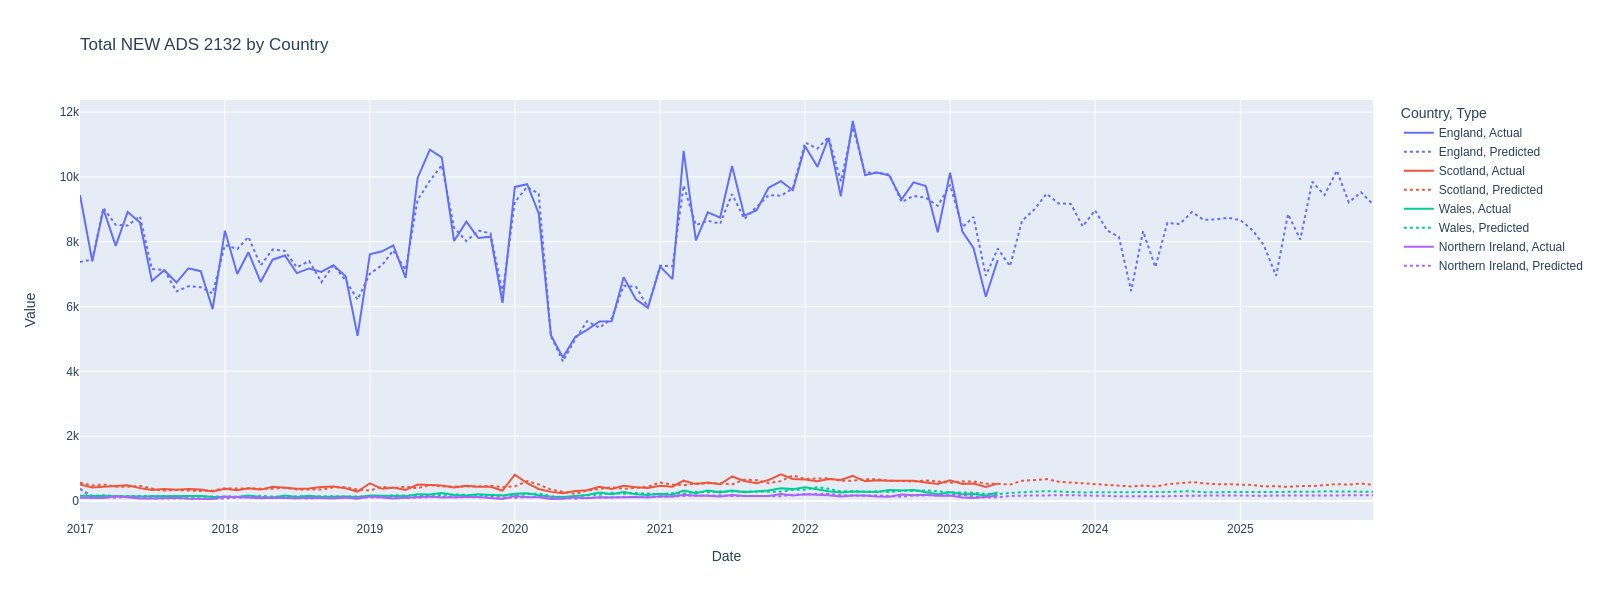 Total NEW ADS 2132 by Country
Country, Type
England, Actual
England, Predicted
Scotland, Actual
Scotland, Predicted
Wales, Actual
Wales, Predicted
Northern Ireland, Actual
Northern Ireland, Predicted
Value
12k
10k
8k
6k
4k
2k
0
2017
2018
2019
2020
2021
2022
2023
2024
2025
Date